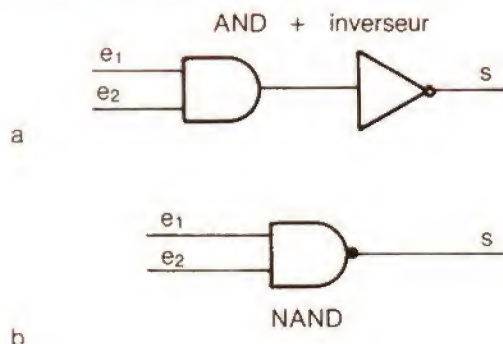 AND + inverseur
e1
e2
s
a
e1
e2
s
NAND
b